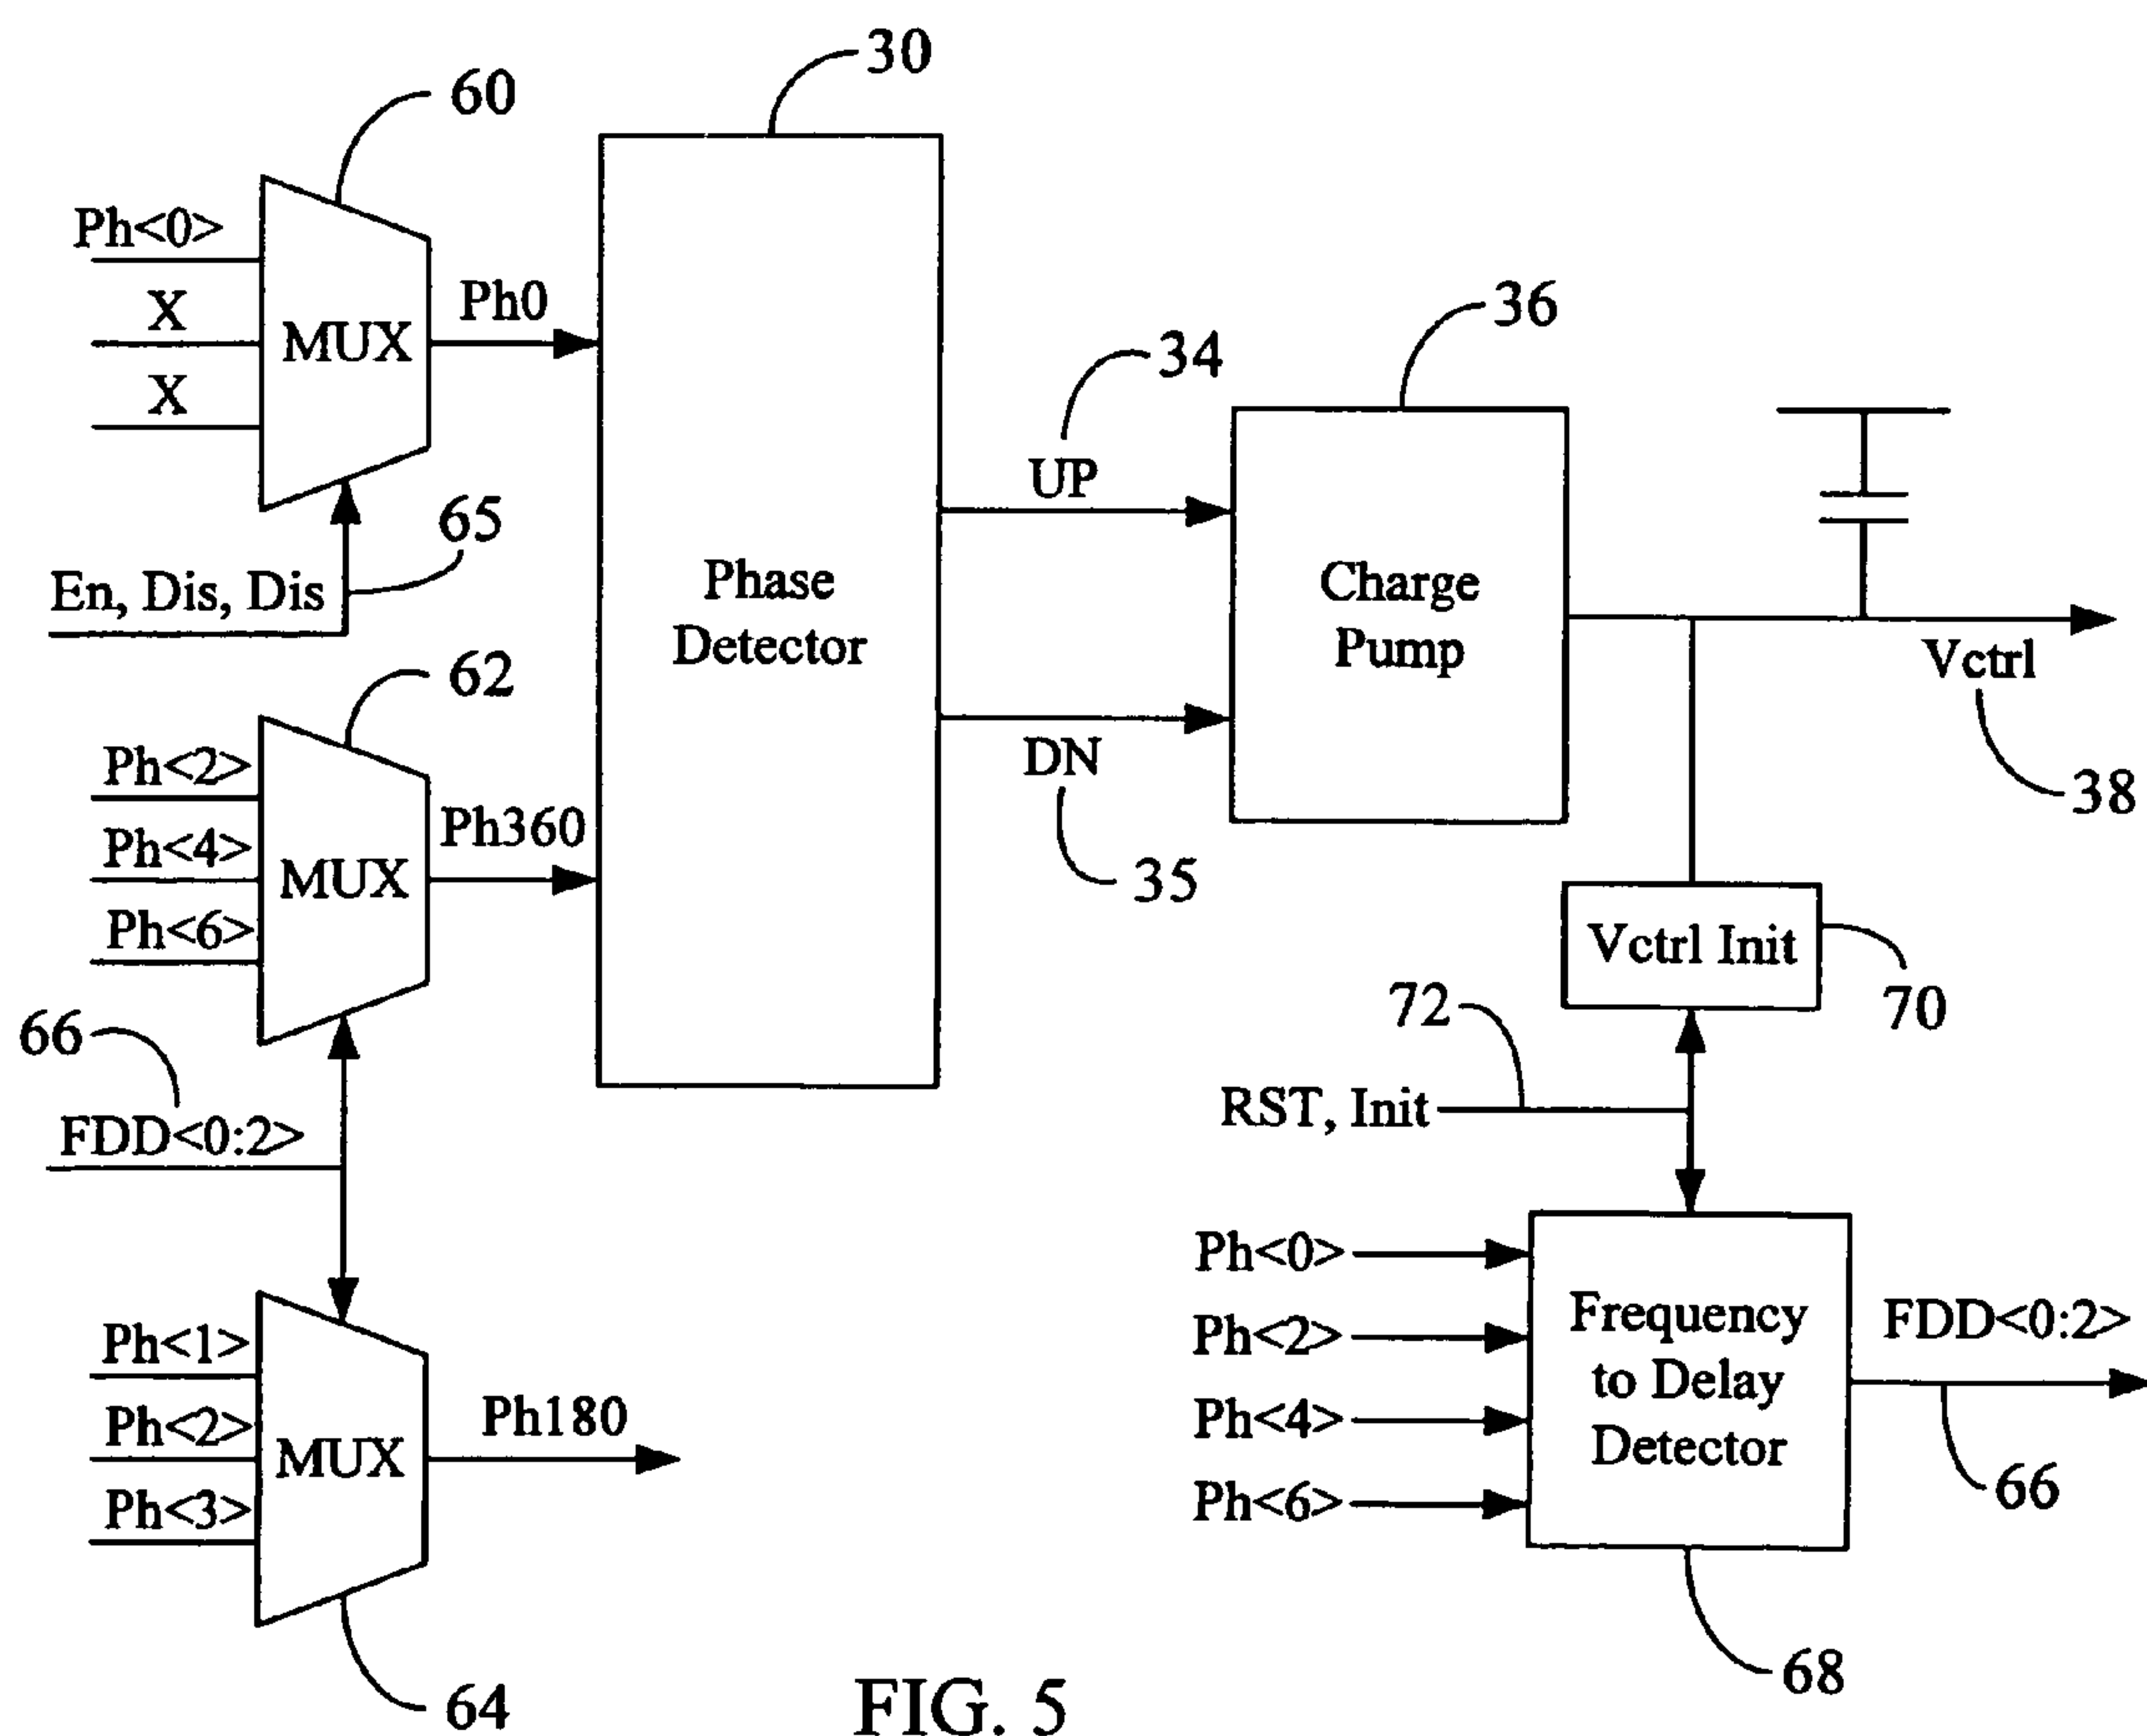 30
60
Ph<0>
X
X
MUX
Ph0
En, Dis, Dis
65
62
Ph<2>
Ph<4>
Ph<6>
MUX
Ph360
66
FDD<0:2>
Ph<1>
Ph<2>
Ph<3>
MUX
Ph180
64
Phase
Detector
34
UP
DN
35
36
Charge
Pump
Vctrl
38
Vctrl Init
70
72
RST, Init
Ph<0>
Ph<2>
Ph<4>
Ph<6>
Frequency
to Delay
Detector
FDD<0:2>
66
68
FIG. 5